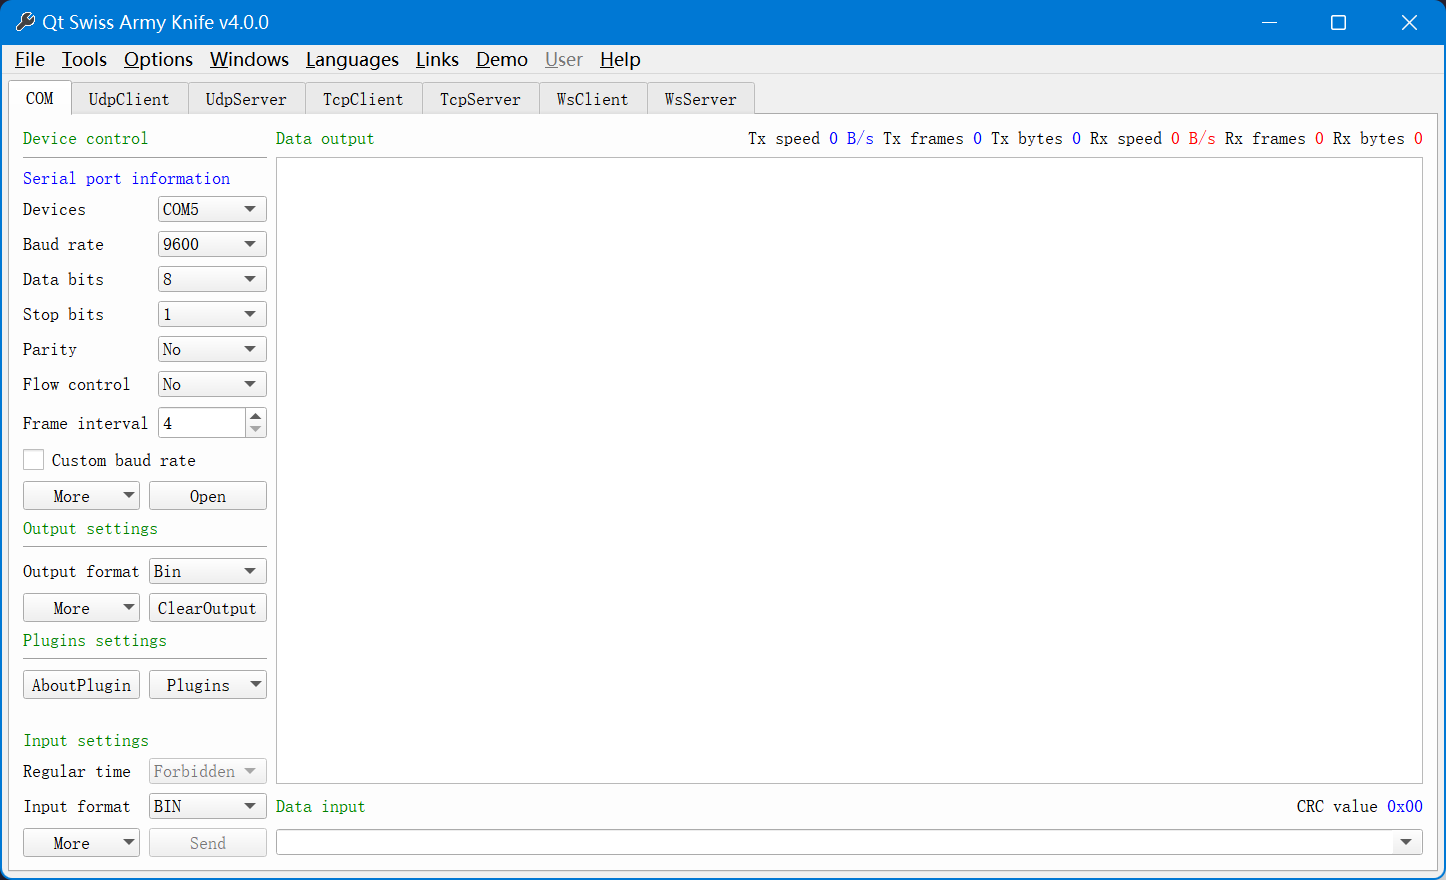 Qt Swiss Army Knife v4.0.0
File Tools Options Windows Languages Links Demo User Help
COM UdpClient UdpServer TcpClient TcpServer WsClient WsServer
Device control
Data output
Tx speed 0 B/s Tx frames 0 Tx bytes 0 Rx speed 0 B/s Rx frames 0 Rx bytes 0
Serial port information
Devices COM5
Baud rate 9600
Data bits 8
Stop bits 1
Parity No
Flow control No
Frame interval 4
Custom baud rate
More Open
Output settings
Output format Bin
More ClearOutput
Plugins settings
AboutPlugin Plugins
Input settings
Regular time Forbidden
Input format BIN
Data input
CRC value 0x00
More Send